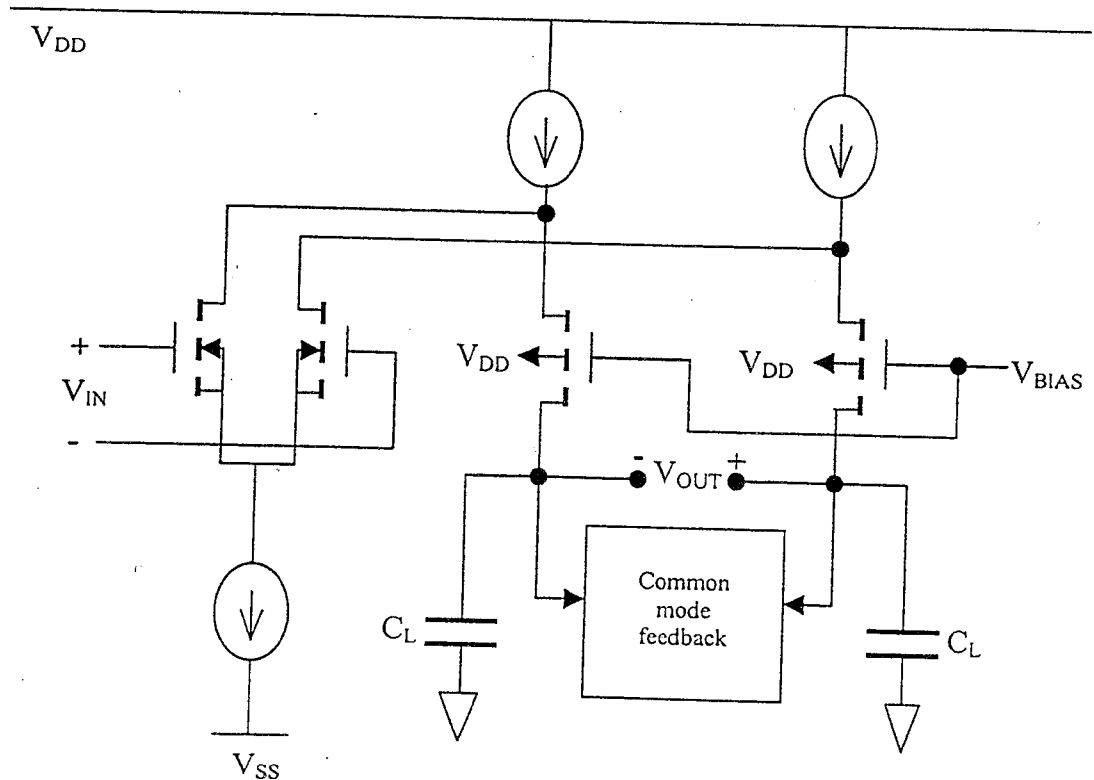 VDD
+
VIN
-
VDD
VDD
VBIAS
- VOUT +
Common
mode
feedback
CL
CL
VSS